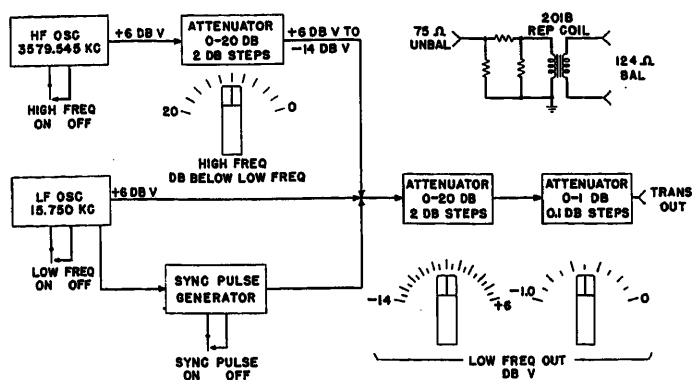 HF OSC
3579.545 KC
+6 DB V
ATTENUATOR
0-20 DB
2 DB STEPS
+6 DB V TO
-14 DB V
HIGH FREQ
ON OFF
20
0
HIGH FREQ
DB BELOW LOW FREQ
75 Ω
UNBAL
201B
REP COIL
124 Ω
BAL
LF OSC
15.750 KC
+6 DB V
LOW FREQ
ON OFF
SYNC PULSE
GENERATOR
SYNC PULSE
ON OFF
ATTENUATOR
0-20 DB
2 DB STEPS
ATTENUATOR
0-1 DB
0.1 DB STEPS
TRANS
OUT
-14
+6
-1.0
0
LOW FREQ OUT
DB V